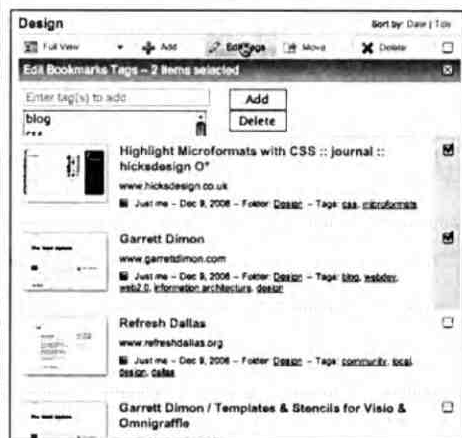 Design
Sort by: Date | Title
Full View Add Edit Tags Move Delete
Edit Bookmarks Tags – 2 Items selected
Enter tag(s) to add
Add
blog
css
Delete
Highlight Microformats with CSS :: journal ::
hicksdesign O*
www.hicksdesign.co.uk
Just me – Dec 9, 2006 – Folder: Design – Tags: css, microformats
Garrett Dimon
www.garrettdimon.com
Just me – Dec 9, 2006 – Folder: Design – Tags: blog, webdev,
web2.0, information architecture, design
Refresh Dallas
www.refreshdallas.org
Just me – Dec 9, 2006 – Folder: Design – Tags: community, local,
design, dallas
Garrett Dimon / Templates & Stencils for Visio &
Omnigraffle